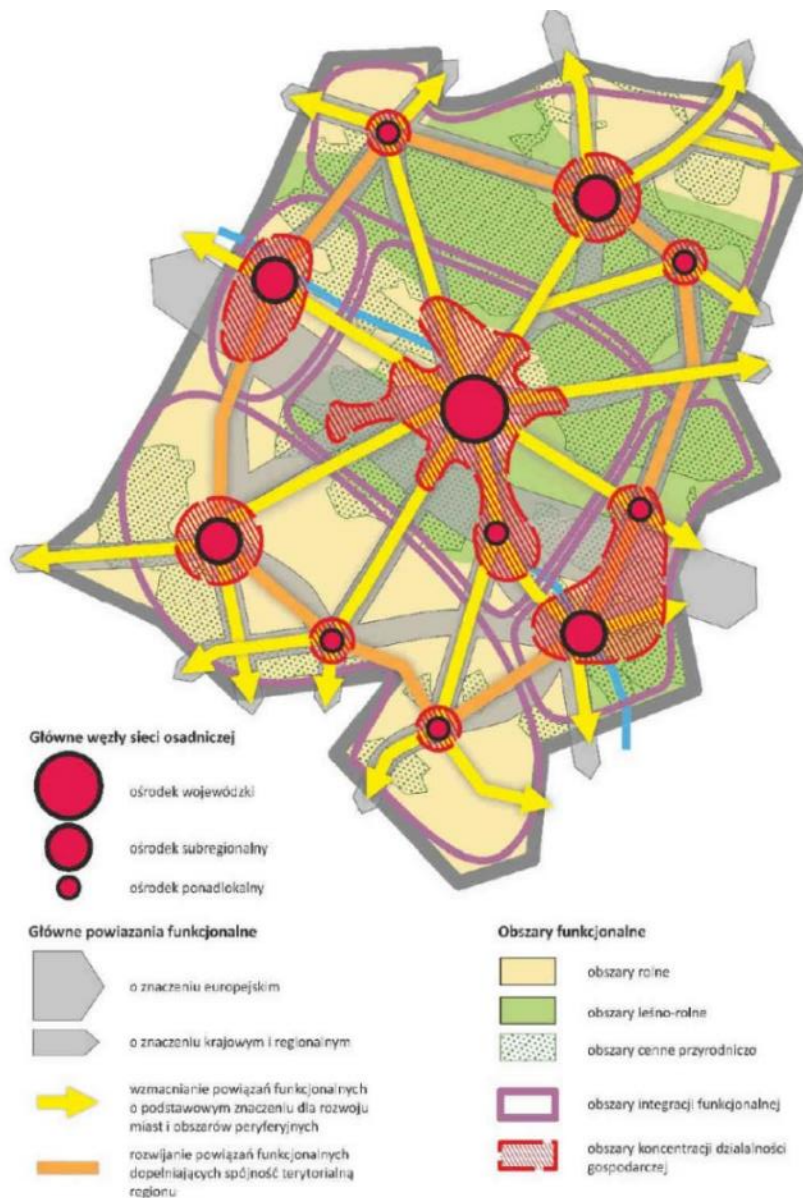 Główne węzły sieci osadniczej
ośrodek wojewódzki
ośrodek subregionalny
ośrodek ponadlokalny
Główne powiazania funkcjonalne
o znaczeniu europejskim
o znaczeniu krajowym i regionalnym
wzmacnianie powiązań funkcjonalnych
o podstawowym znaczeniu dla rozwoju
miast i obszarów peryferyjnych
rozwijanie powiązań funkcjonalnych
dopełniających spójność terytorialną
regionu
Obszary funkcjonalne
obszary rolne
obszary leśno-rolne
obszary cenne przyrodniczo
obszary integracji funkcjonalnej
obszary koncentracji działalności
gospodarczej